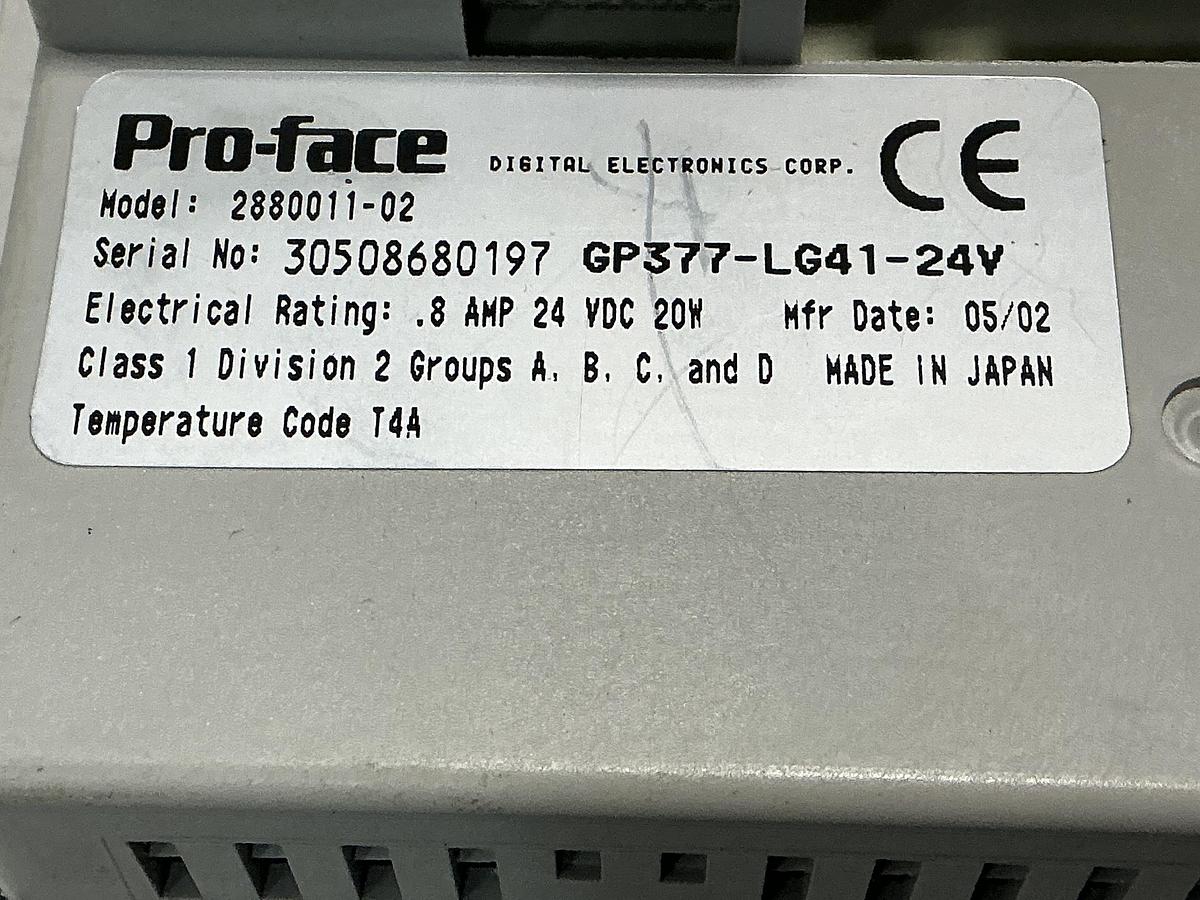 Pro-face DIGITAL ELECTRONICS CORP. CE
Model: 2880011-02
Serial No: 30508680197 GP377-LG41-24V
Electrical Rating: .8 AMP 24 VDC 20W Mfr Date: 05/02
Class 1 Division 2 Groups A, B, C, and D MADE IN JAPAN
Temperature Code T4A